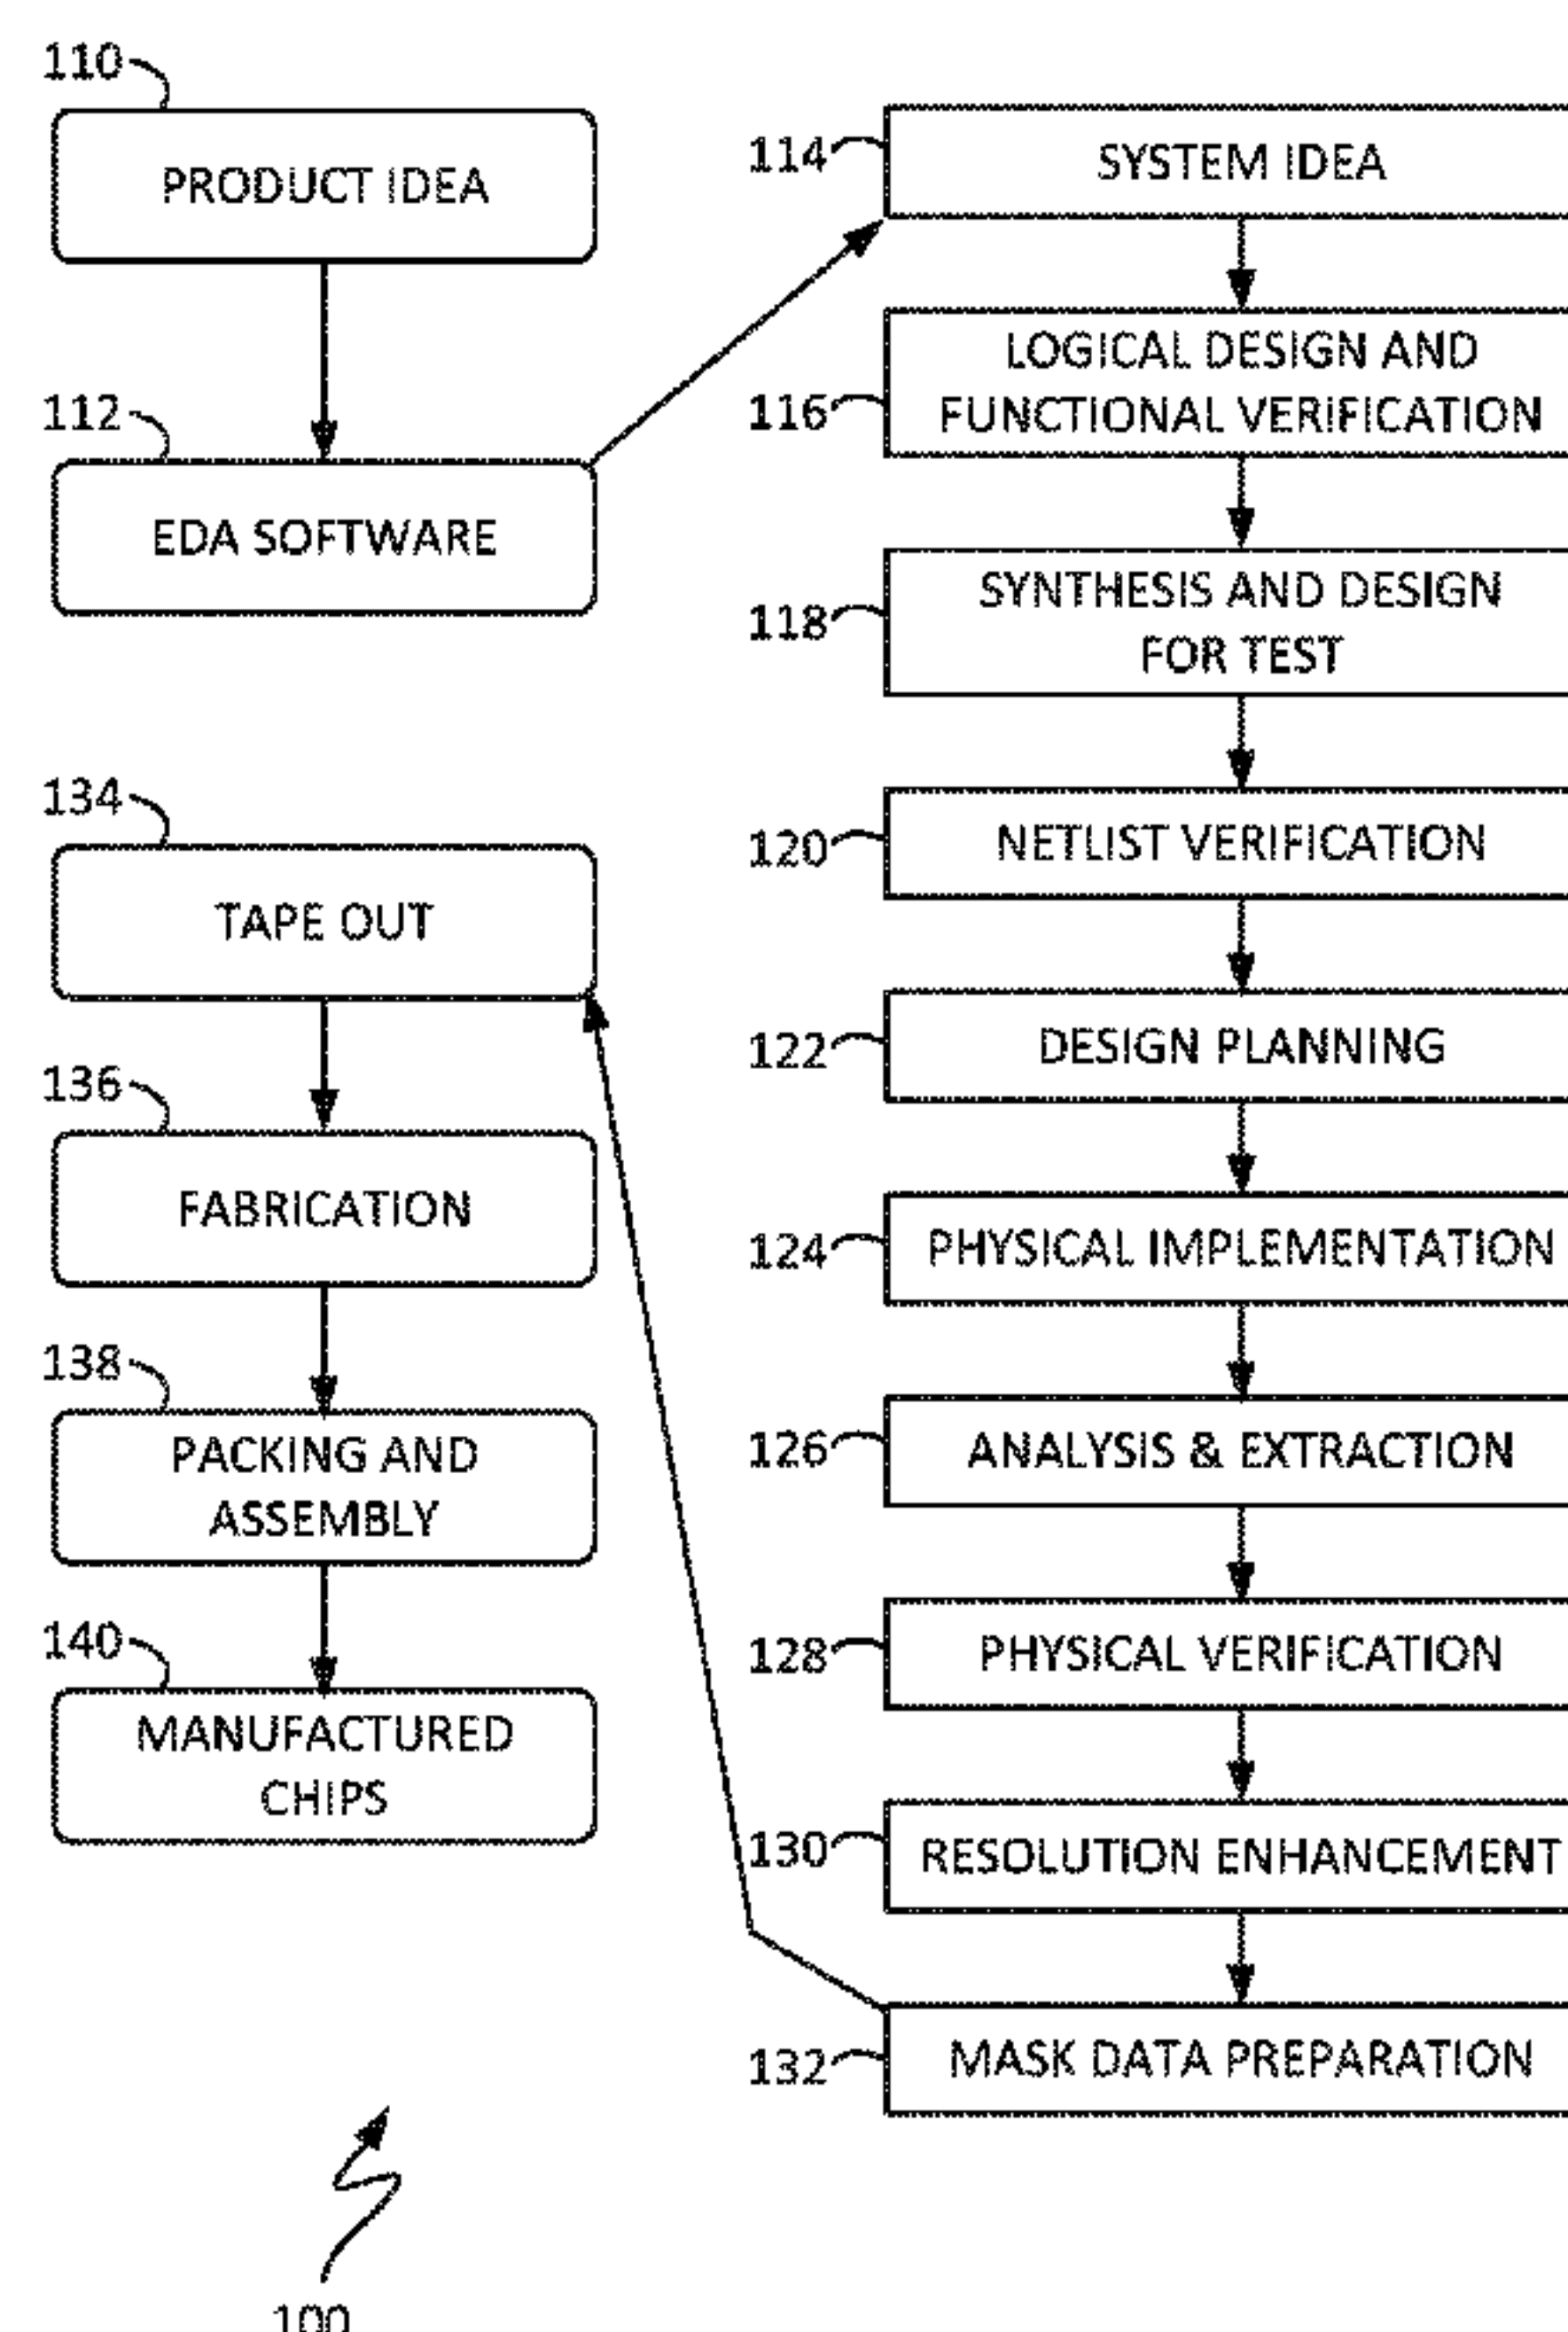 110
PRODUCT IDEA
112
EDA SOFTWARE
134
TAPE OUT
136
FABRICATION
138
PACKING AND
ASSEMBLY
140
MANUFACTURED
CHIPS
114
SYSTEM IDEA
116
LOGICAL DESIGN AND
FUNCTIONAL VERIFICATION
118
SYNTHESIS AND DESIGN
FOR TEST
120
NETLIST VERIFICATION
122
DESIGN PLANNING
124
PHYSICAL IMPLEMENTATION
126
ANALYSIS & EXTRACTION
128
PHYSICAL VERIFICATION
130
RESOLUTION ENHANCEMENT
132
MASK DATA PREPARATION
100